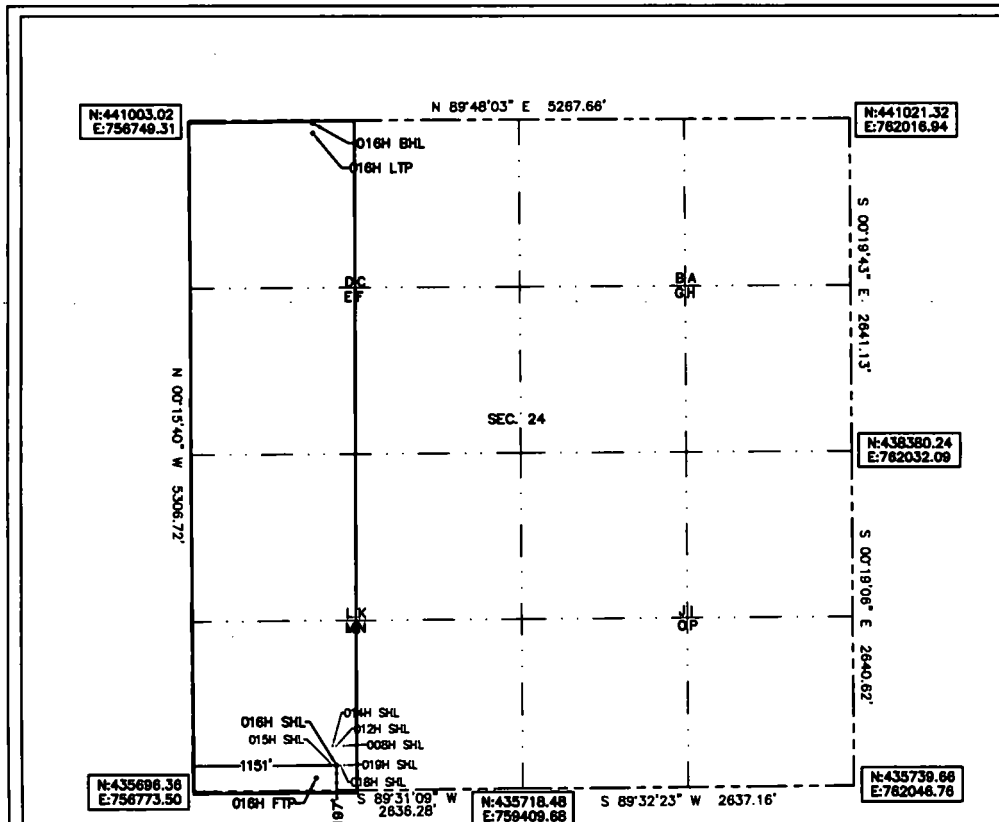 N 89°48'03" E 5267.66'
N:441003.02
E:756749.31
N:441021.32
E:762016.94
016H BHL
016H LTP
S 00°19'43" E 2641.13'
D C
E F
B A
G H
N 00°15'40" W 5306.72'
SEC. 24
N:438380.24
E:762032.09
S 00°19'06" E 2640.62'
L K
M N
J I
O P
014H SHL
016H SHL
012H SHL
015H SHL
008H SHL
1151'
019H SHL
018H SHL
N:435696.36
E:756773.50
016H FTP
S 89°31'09" W
2636.28'
N:435718.48
E:759409.68
S 89°32'23" W 2637.16'
N:435739.66
E:762046.76